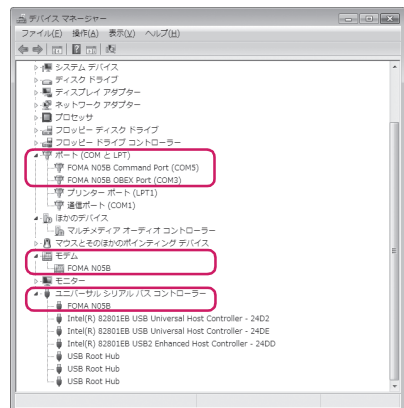 デバイス マネージャー
ファイル(F) 操作(A) 表示(V) ヘルプ(H)
システム デバイス
ディスク ドライブ
ディスプレイ アダプター
ネットワーク アダプター
プロセッサ
フロッピー ディスク ドライブ
フロッピー ドライブ コントローラー
ポート (COM と LPT)
FOMA N05B Command Port (COM5)
FOMA N05B OBEX Port (COM3)
プリンター ポート (LPT1)
通信ポート (COM1)
ほかのデバイス
マルチメディア オーディオ コントローラー
マウスとそのほかのポインティング デバイス
モデム
FOMA N05B
モニター
ユニバーサル シリアル バス コントローラー
FOMA N05B
Intel(R) 82801EB USB Universal Host Controller - 24D2
Intel(R) 82801EB USB Universal Host Controller - 24DE
Intel(R) 82801EB USB2 Enhanced Host Controller - 24DD
USB Root Hub
USB Root Hub
USB Root Hub